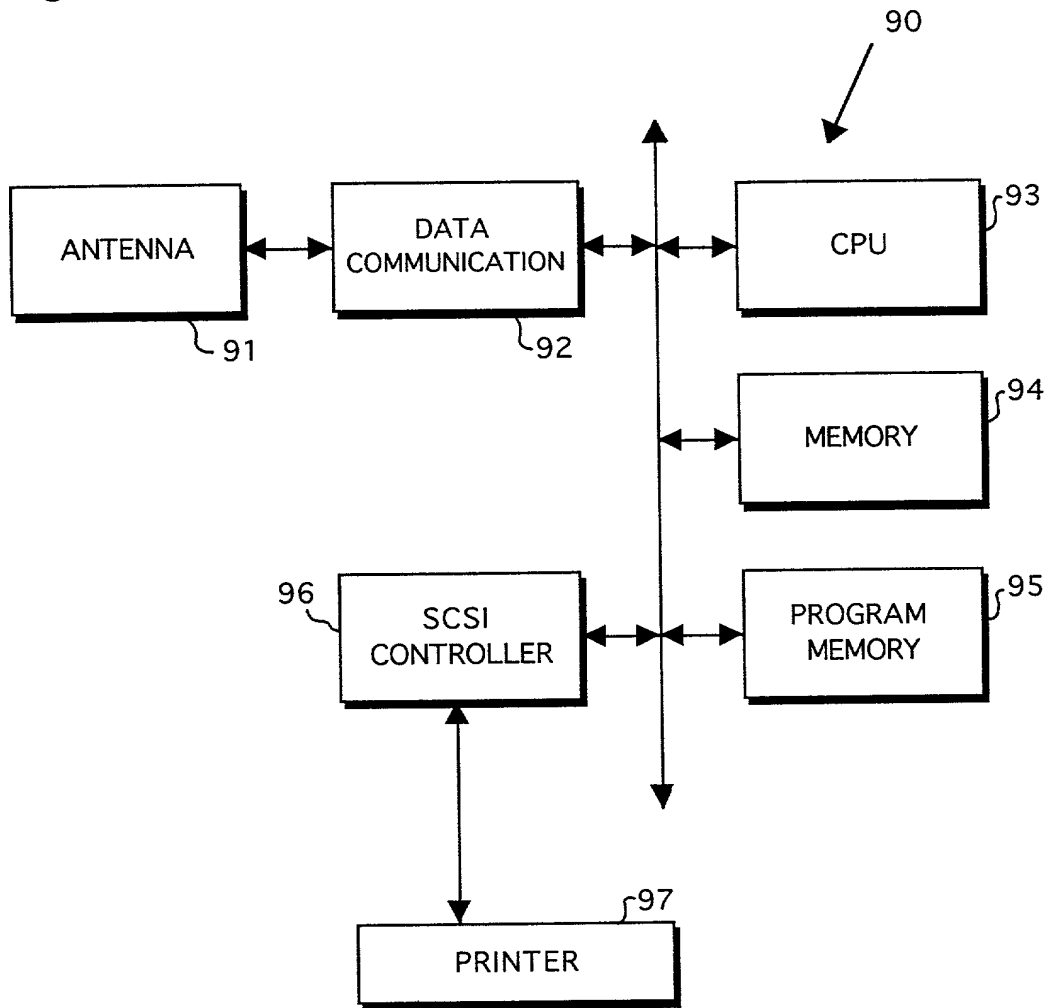 90
ANTENNA
91
DATA
COMMUNICATION
92
CPU
93
MEMORY
94
96
SCSI
CONTROLLER
PROGRAM
MEMORY
95
97
PRINTER